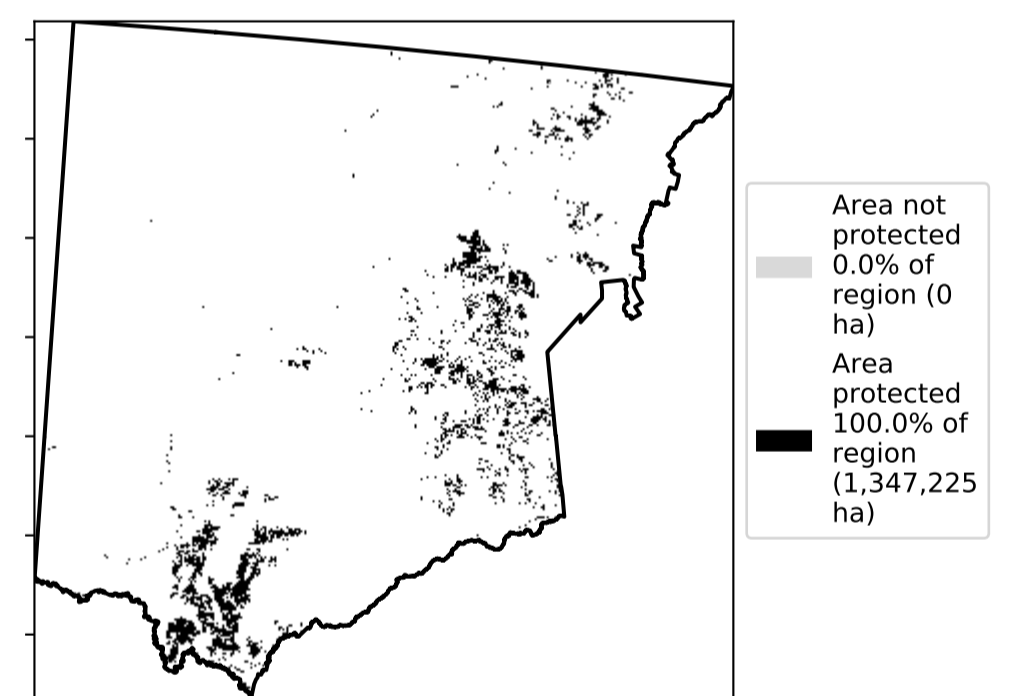 Area not
protected
0.0% of
region (0
ha)
Area
protected
100.0% of
region
(1,347,225
ha)